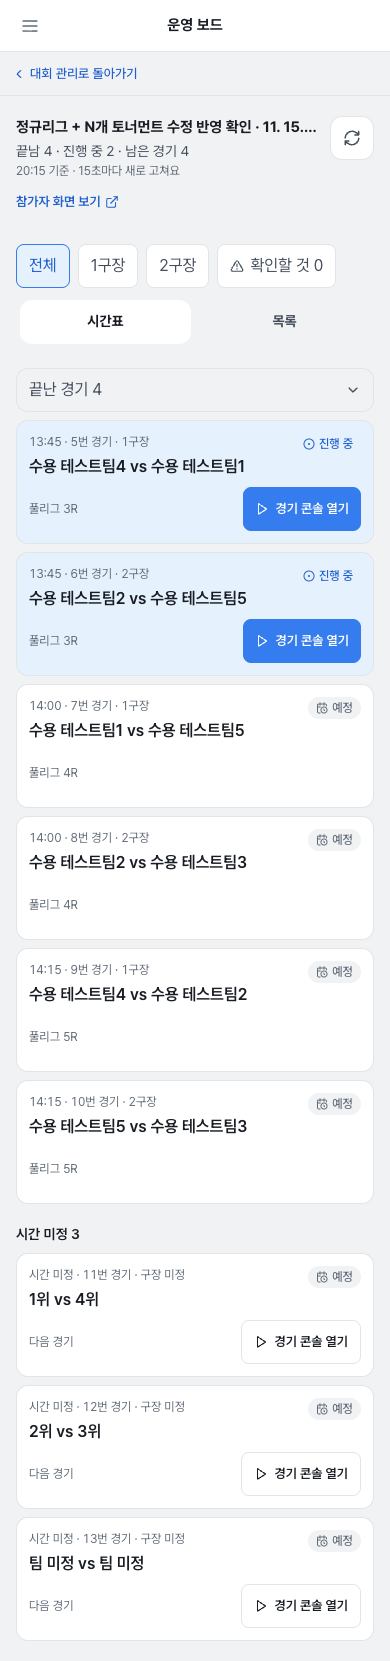 운영 보드
대회 관리로 돌아가기
정규리그 + N개 토너먼트 수정 반영 확인 · 11. 15....
끝남 4 · 진행 중 2 · 남은 경기 4
20:15 기준 · 15초마다 새로 고쳐요
참가자 화면 보기
전체 1구장 2구장 확인할 것 0
시간표 목록
끝난 경기 4
13:45 · 5번 경기 · 1구장 진행 중
수용 테스트팀4 vs 수용 테스트팀1
풀리그 3R 경기 콘솔 열기
13:45 · 6번 경기 · 2구장 진행 중
수용 테스트팀2 vs 수용 테스트팀5
풀리그 3R 경기 콘솔 열기
14:00 · 7번 경기 · 1구장 예정
수용 테스트팀1 vs 수용 테스트팀5
풀리그 4R
14:00 · 8번 경기 · 2구장 예정
수용 테스트팀2 vs 수용 테스트팀3
풀리그 4R
14:15 · 9번 경기 · 1구장 예정
수용 테스트팀4 vs 수용 테스트팀2
풀리그 5R
14:15 · 10번 경기 · 2구장 예정
수용 테스트팀5 vs 수용 테스트팀3
풀리그 5R
시간 미정 3
시간 미정 · 11번 경기 · 구장 미정 예정
1위 vs 4위
다음 경기 경기 콘솔 열기
시간 미정 · 12번 경기 · 구장 미정 예정
2위 vs 3위
다음 경기 경기 콘솔 열기
시간 미정 · 13번 경기 · 구장 미정 예정
팀 미정 vs 팀 미정
다음 경기 경기 콘솔 열기